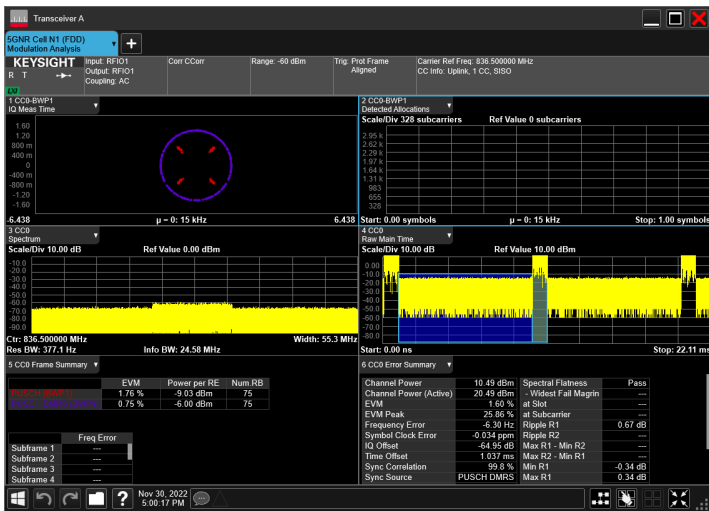 Transceiver A
5GNR Cell N1 (FDD)
Modulation Analysis
+
KEYSIGHT
R T
LXI
Input: RFIO1
Output: RFIO1
Coupling: AC
Corr CCorr
Range: -60 dBm
Trig: Prot Frame
Aligned
Carrier Ref Freq: 836.500000 MHz
CC Info: Uplink, 1 CC, SISO
1 CC0-BWP1
IQ Meas Time
1.60
1.20
800 m
400 m
0
-400 m
-800 m
-1.20
-1.60
-6.438
μ = 0: 15 kHz
6.438
2 CC0-BWP1
Detected Allocations
Scale/Div 328 subcarriers
Ref Value 0 subcarriers
2.95 k
2.62 k
2.29 k
1.97 k
1.64 k
1.31 k
983
655
328
Start: 0.00 symbols
μ = 0: 15 kHz
Stop: 1.00 symbols
3 CC0
Spectrum
Scale/Div 10.00 dB
Ref Value 0.00 dBm
-10.0
-20.0
-30.0
-40.0
-50.0
-60.0
-70.0
-80.0
-90.0
Ctr: 836.500000 MHz
Width: 55.3 MHz
Res BW: 377.1 Hz
Info BW: 24.58 MHz
4 CC0
Raw Main Time
Scale/Div 10.00 dB
Ref Value 10.00 dBm
0.00
-10.0
-20.0
-30.0
-40.0
-50.0
-60.0
-70.0
-80.0
Start: 0.00 ns
Stop: 22.11 ms
5 CC0 Frame Summary
EVM Power per RE Num.RB
1.76 % -9.03 dBm 75
0.75 % -6.00 dBm 75
Freq Error
Subframe 1 ---
Subframe 2 ---
Subframe 3 ---
Subframe 4 ---
6 CC0 Error Summary
Channel Power 10.49 dBm Spectral Flatness Pass
Channel Power (Active) 20.49 dBm - Widest Fail Magrin ---
EVM 1.60 % at Slot ---
EVM Peak 25.86 % at Subcarrier ---
Frequency Error -6.30 Hz Ripple R1 0.67 dB
Symbol Clock Error -0.034 ppm Ripple R2 ---
IQ Offset -64.95 dB Max R1 - Min R2 ---
Time Offset 1.037 ms Max R2 - Min R1 ---
Sync Correlation 99.8 % Min R1 -0.34 dB
Sync Source PUSCH DMRS Max R1 0.34 dB
?
Nov 30, 2022
5:00:17 PM